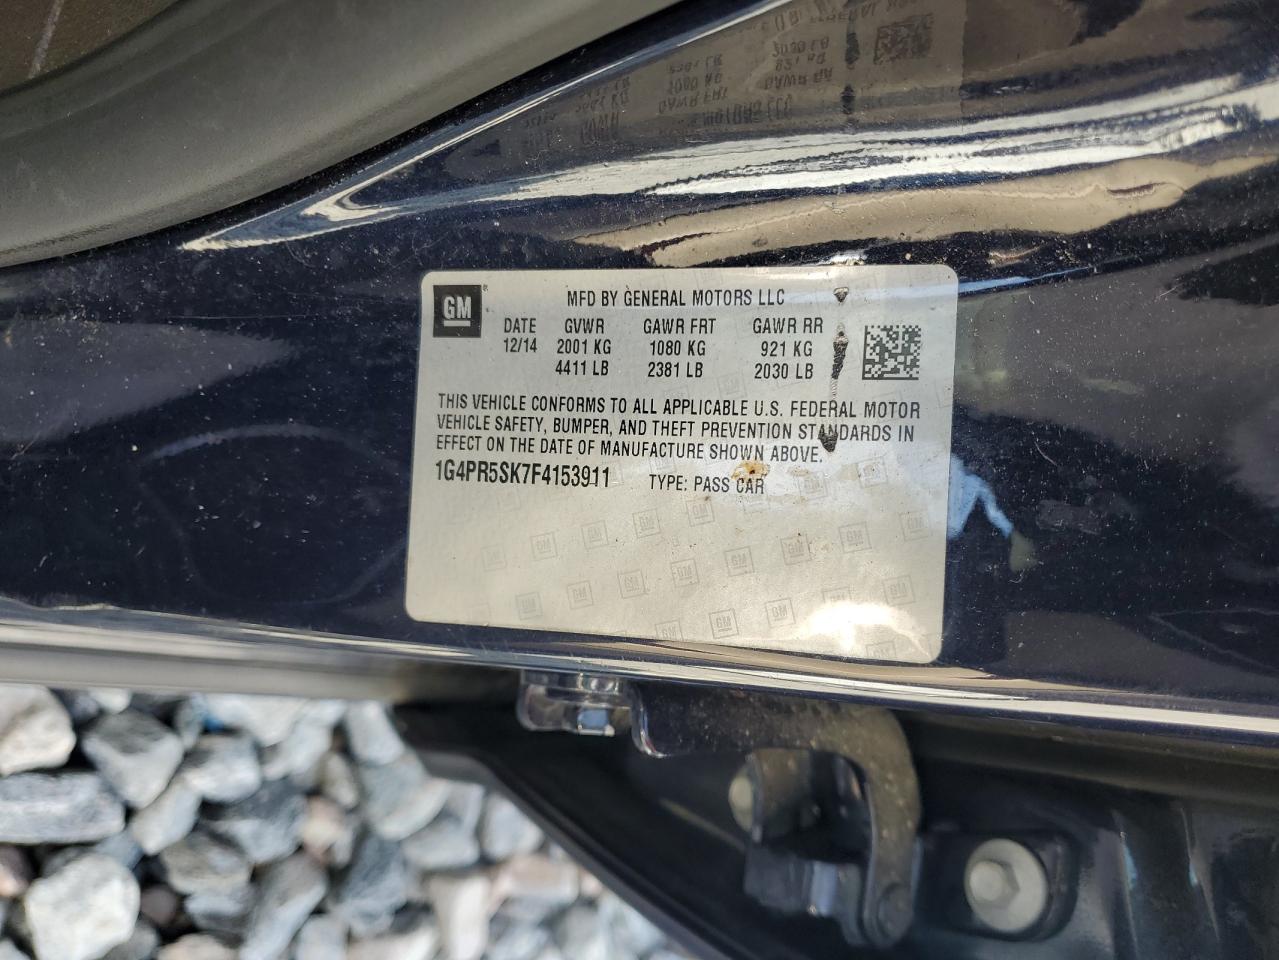 GM
MFD BY GENERAL MOTORS LLC
DATE GVWR GAWR FRT GAWR RR
12/14 2001 KG 1080 KG 921 KG
4411 LB 2381 LB 2030 LB
THIS VEHICLE CONFORMS TO ALL APPLICABLE U.S. FEDERAL MOTOR
VEHICLE SAFETY, BUMPER, AND THEFT PREVENTION STANDARDS IN
EFFECT ON THE DATE OF MANUFACTURE SHOWN ABOVE.
1G4PR5SK7F4153911 TYPE: PASS CAR